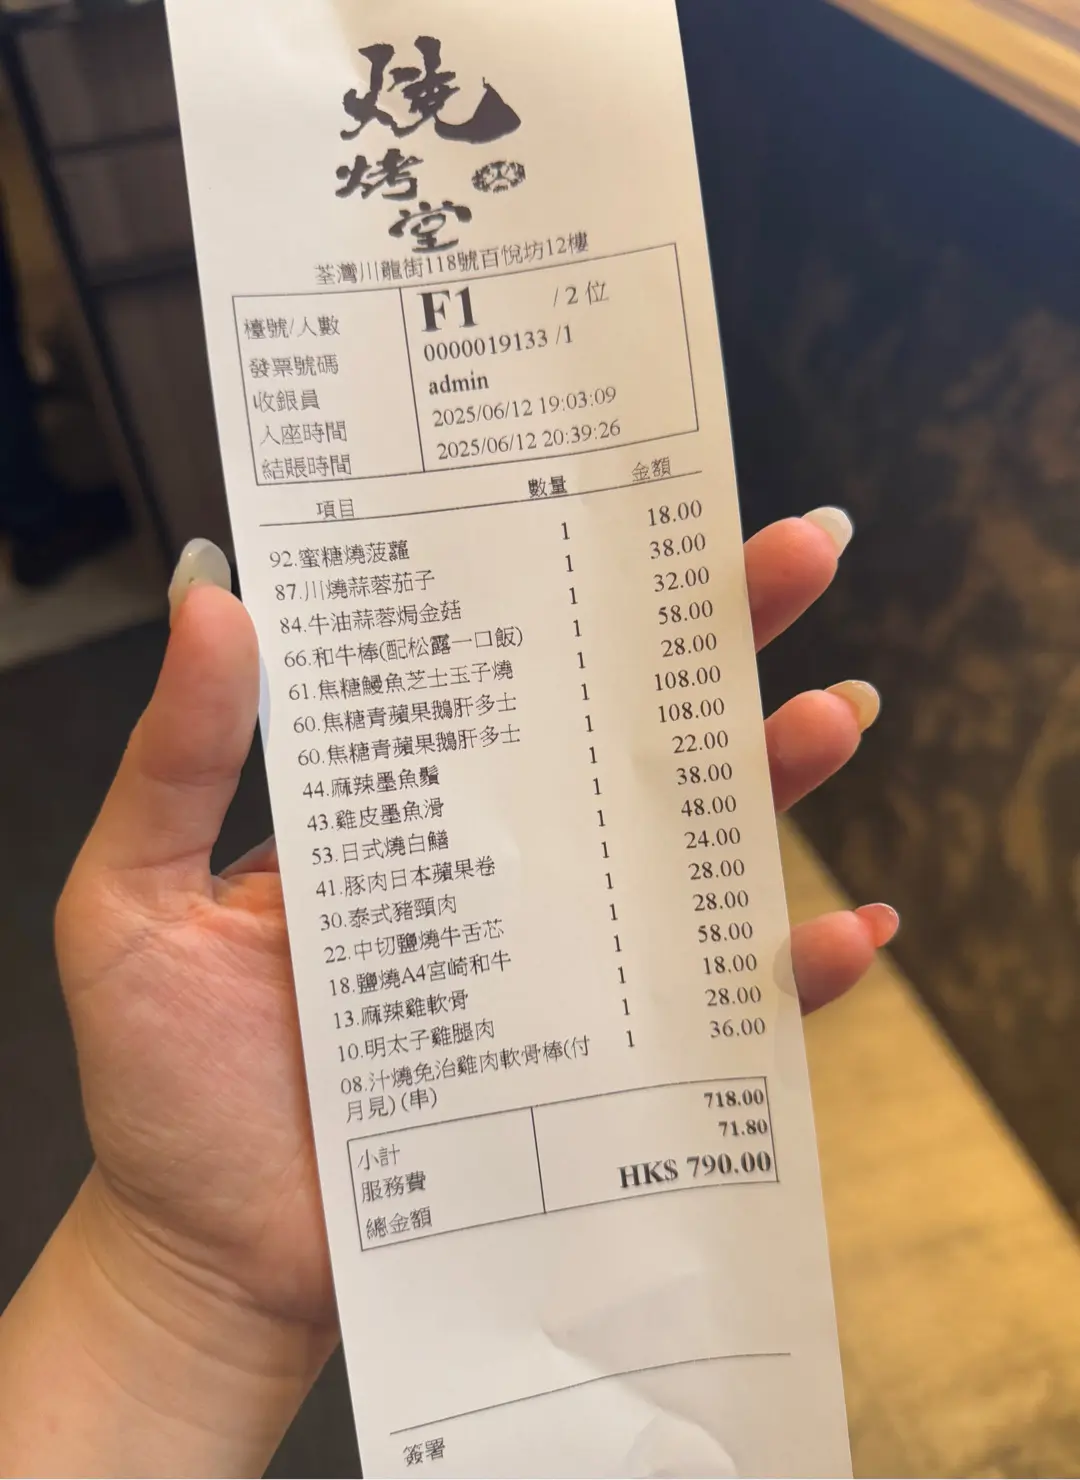 燒
烤
堂
荃灣川龍街118號百悅坊12樓
檯號/人數 F1 / 2 位
發票號碼 0000019133 /1
收銀員 admin
入座時間 2025/06/12 19:03:09
結賬時間 2025/06/12 20:39:26
項目 數量 金額
92.蜜糖燒菠蘿 1 18.00
87.川燒蒜蓉茄子 1 38.00
84.牛油蒜蓉焗金菇 1 32.00
66.和牛棒(配松露一口飯) 1 58.00
61.焦糖鰻魚芝士玉子燒 1 28.00
60.焦糖青蘋果鵝肝多士 1 108.00
60.焦糖青蘋果鵝肝多士 1 108.00
44.麻辣墨魚鬚 1 22.00
43.雞皮墨魚滑 1 38.00
53.日式燒白鱔 1 48.00
41.豚肉日本蘋果卷 1 24.00
30.泰式豬頸肉 1 28.00
22.中切鹽燒牛舌芯 1 28.00
18.鹽燒A4宮崎和牛 1 58.00
13.麻辣雞軟骨 1 18.00
10.明太子雞腿肉 1 28.00
08.汁燒免治雞肉軟骨棒(付 1 36.00
月見) (串)
小計 718.00
服務費 71.80
總金額 HK$ 790.00
簽署